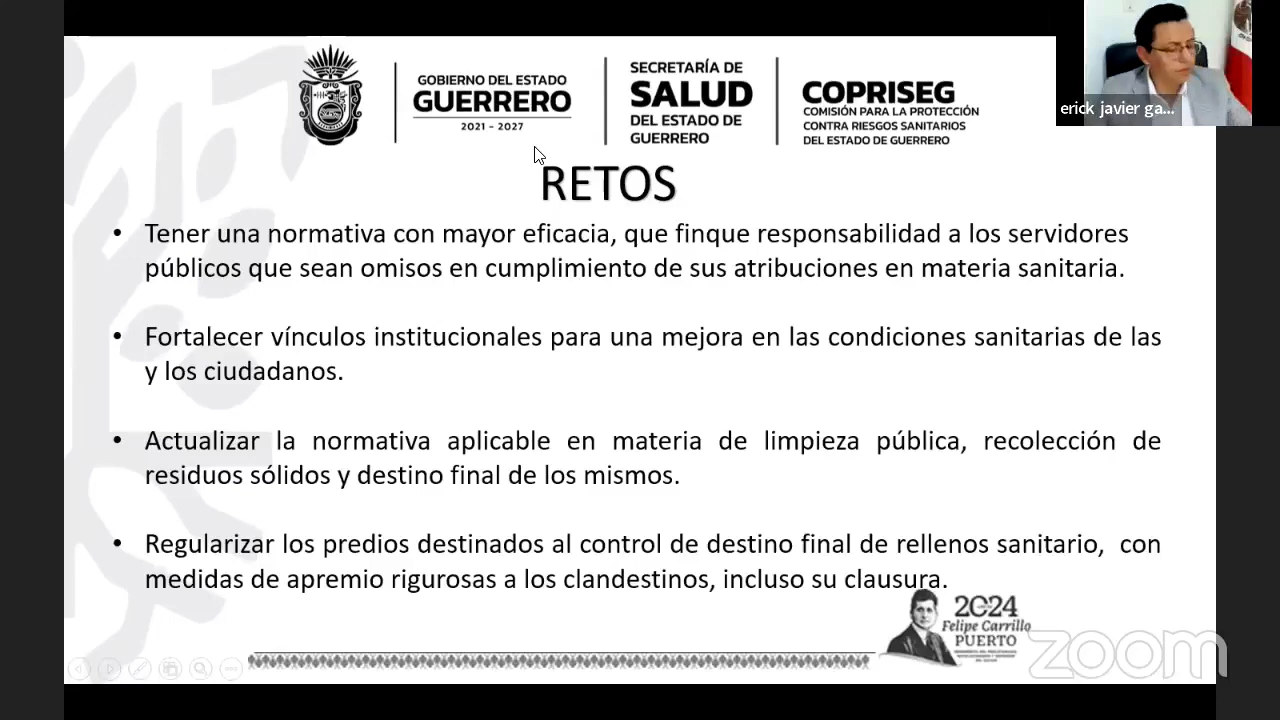 GOBIERNO DEL ESTADO
GUERRERO
2021 - 2027
SECRETARÍA DE
SALUD
DEL ESTADO DE
GUERRERO
COPRISEG
COMISIÓN PARA LA PROTECCIÓN
CONTRA RIESGOS SANITARIOS
DEL ESTADO DE GUERRERO
erick javier ga...
RETOS
• Tener una normativa con mayor eficacia, que finque responsabilidad a los servidores
públicos que sean omisos en cumplimiento de sus atribuciones en materia sanitaria.
• Fortalecer vínculos institucionales para una mejora en las condiciones sanitarias de las
y los ciudadanos.
• Actualizar la normativa aplicable en materia de limpieza pública, recolección de
residuos sólidos y destino final de los mismos.
• Regularizar los predios destinados al control de destino final de rellenos sanitario, con
medidas de apremio rigurosas a los clandestinos, incluso su clausura.
2024
Felipe Carrillo
PUERTO
zoom